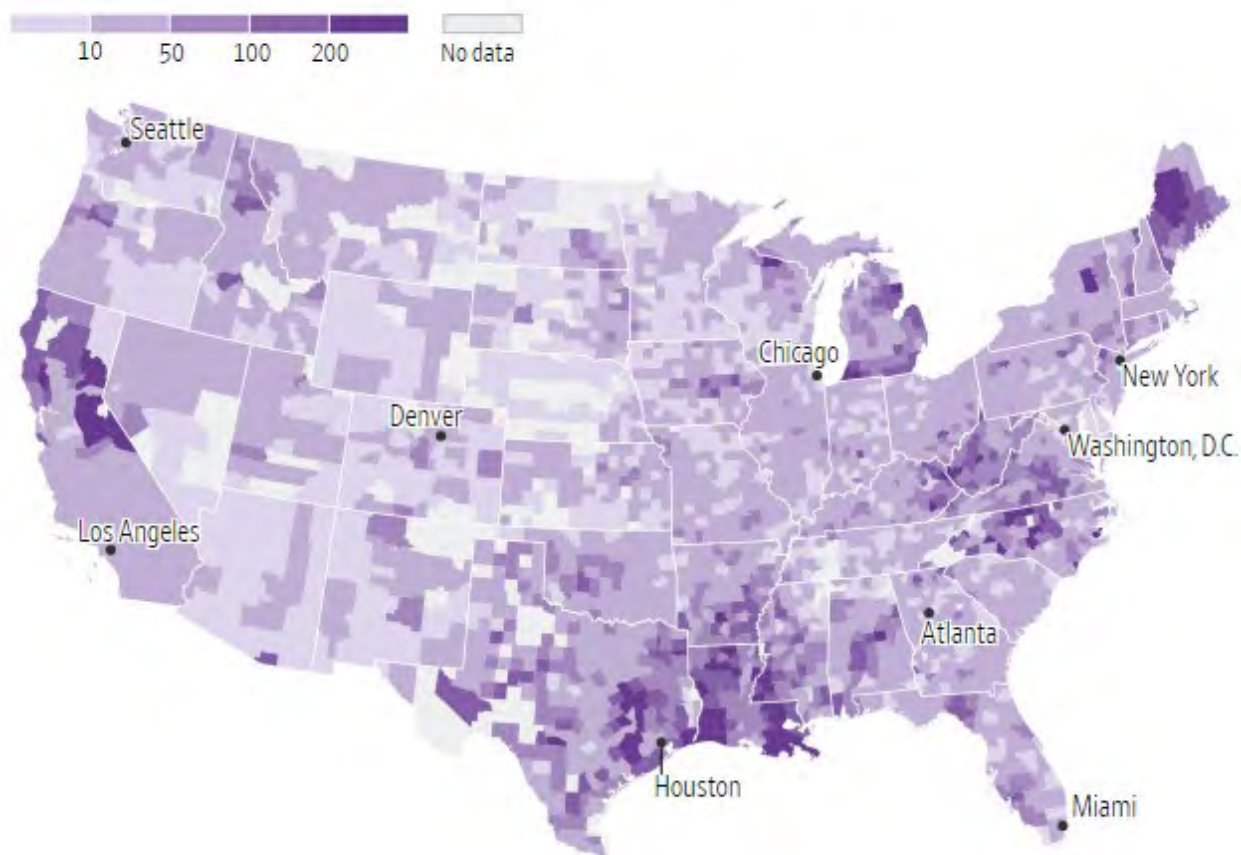 10 50 100 200 No data
Seattle
Chicago
New York
Denver
Washington, D.C.
Los Angeles
Atlanta
Houston
Miami